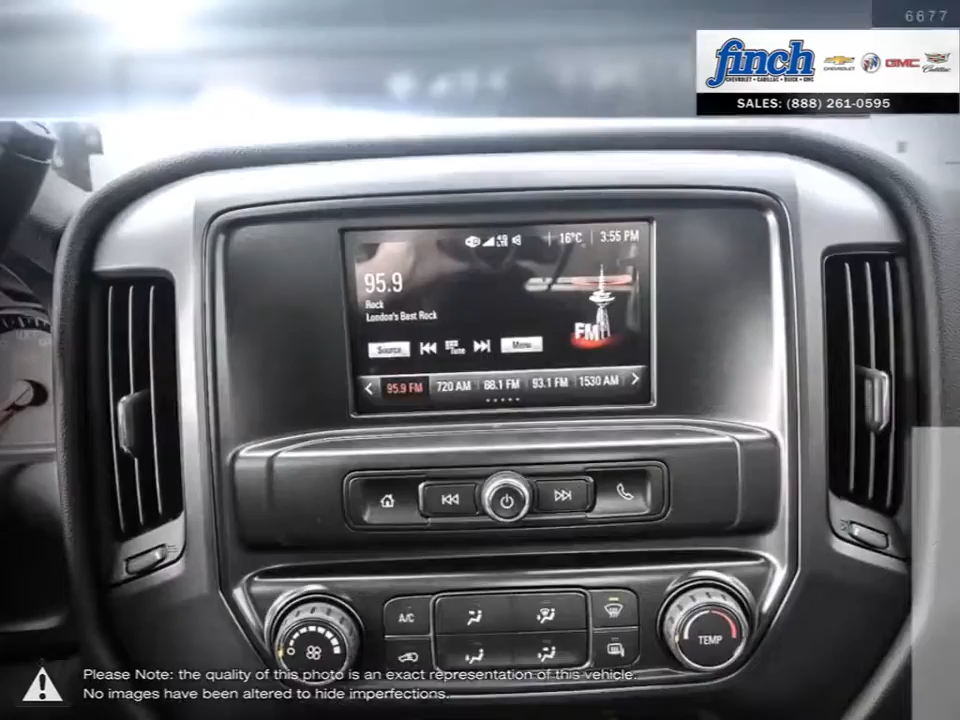 6677
finch
CHEVROLET • CADILLAC • BUICK • GMC
CHEVROLET
GMC
Cadillac
SALES: (888) 261-0595
4G LTE
16°C
3:55 PM
95.9
Rock
London's Best Rock
FM
Source
Tune
Menu
95.9 FM
720 AM
88.1 FM
93.1 FM
1530 AM
A/C
TEMP
Please Note: the quality of this photo is an exact representation of this vehicle.
No images have been altered to hide imperfections.